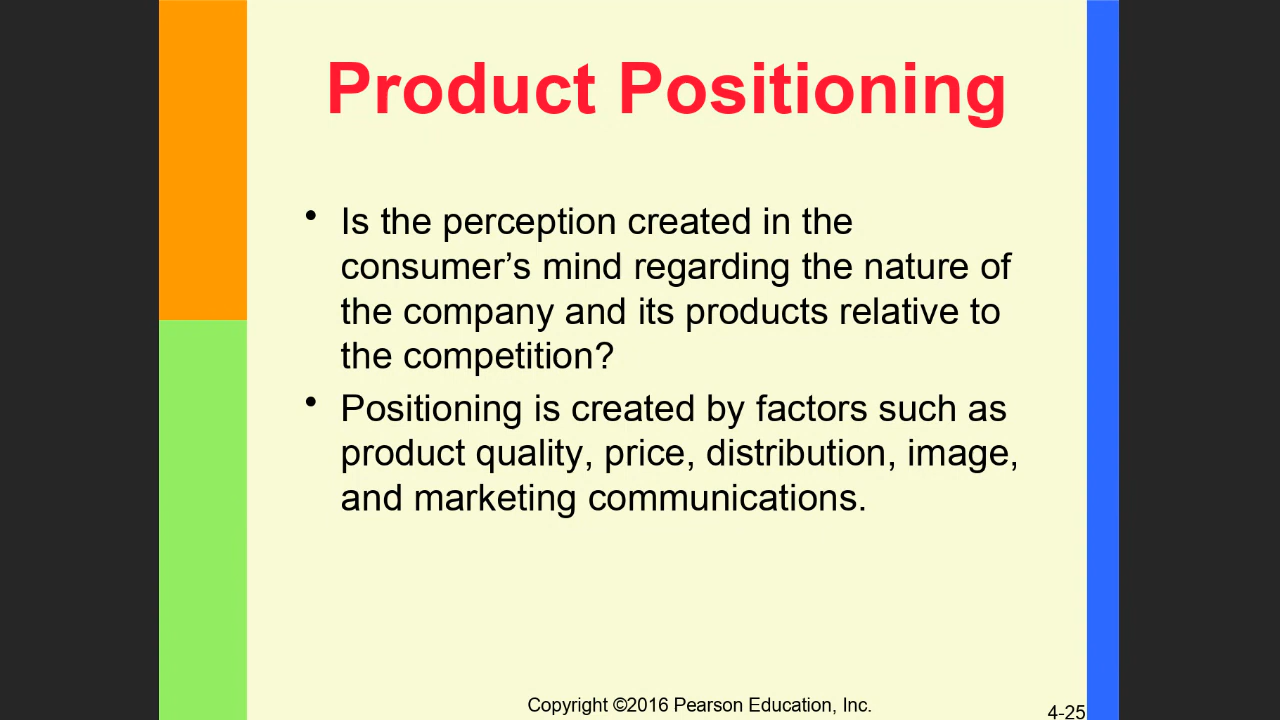 Product Positioning
• Is the perception created in the
consumer’s mind regarding the nature of
the company and its products relative to
the competition?
• Positioning is created by factors such as
product quality, price, distribution, image,
and marketing communications.
Copyright ©2016 Pearson Education, Inc.
4-25